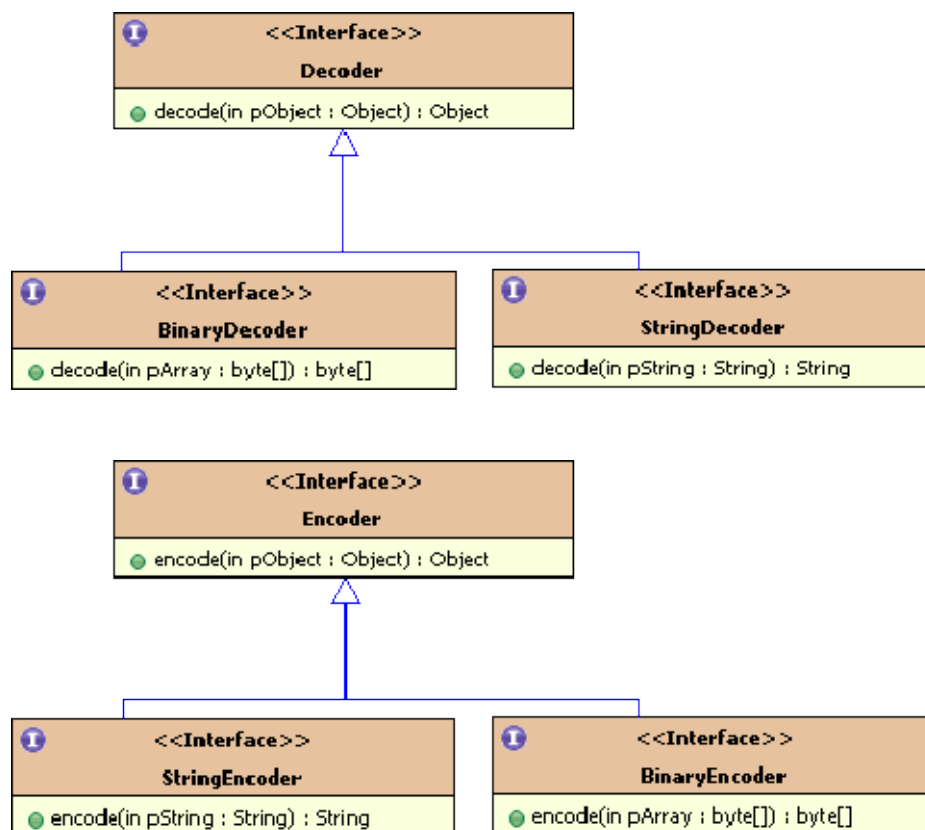 I
<<Interface>>
Decoder
decode(in pObject : Object) : Object
I
<<Interface>>
BinaryDecoder
decode(in pArray : byte[]) : byte[]
I
<<Interface>>
StringDecoder
decode(in pString : String) : String
I
<<Interface>>
Encoder
encode(in pObject : Object) : Object
I
<<Interface>>
StringEncoder
encode(in pString : String) : String
I
<<Interface>>
BinaryEncoder
encode(in pArray : byte[]) : byte[]